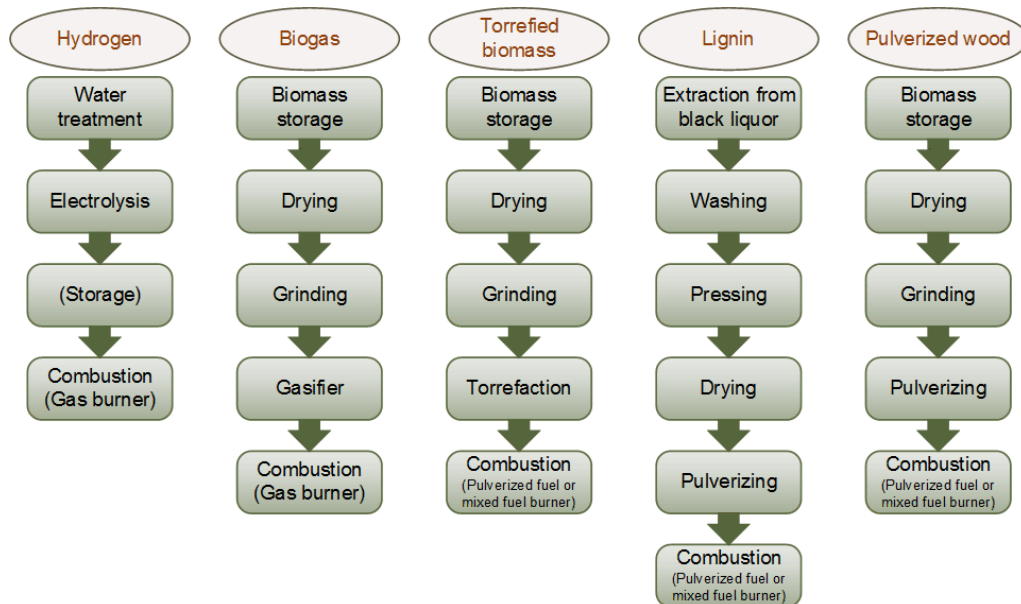 Hydrogen
Water
treatment
Electrolysis
(Storage)
Combustion
(Gas burner)
Biogas
Biomass
storage
Drying
Grinding
Gasifier
Combustion
(Gas burner)
Torrefied
biomass
Biomass
storage
Drying
Grinding
Torrefaction
Combustion
(Pulverized fuel or
mixed fuel burner)
Lignin
Extraction from
black liquor
Washing
Pressing
Drying
Pulverizing
Combustion
(Pulverized fuel or
mixed fuel burner)
Pulverized wood
Biomass
storage
Drying
Grinding
Pulverizing
Combustion
(Pulverized fuel or
mixed fuel burner)